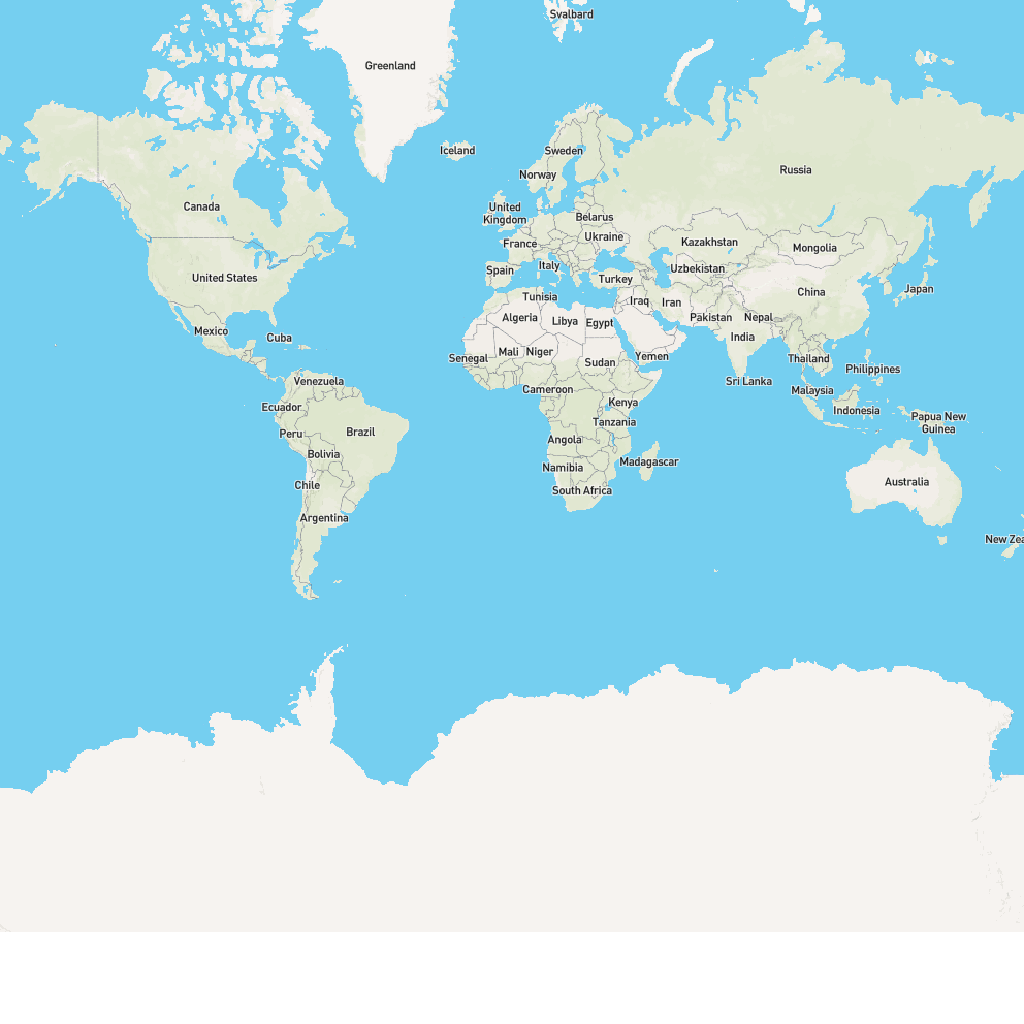 Svalbard
Greenland
Iceland
Sweden
Russia
Norway
Canada
United
Kingdom
Belarus
Ukraine
France
Kazakhstan
Mongolia
Italy
Uzbekistan
Spain
United States
Turkey
China
Japan
Tunisia
Iraq
Iran
Algeria
Libya
Egypt
Pakistan
Nepal
Mexico
Cuba
India
Mali
Niger
Senegal
Sudan
Yemen
Thailand
Philippines
Venezuela
Sri Lanka
Cameroon
Malaysia
Kenya
Ecuador
Indonesia
Papua New
Guinea
Tanzania
Peru
Brazil
Angola
Bolivia
Namibia
Madagascar
Chile
Australia
South Africa
Argentina
New Zea